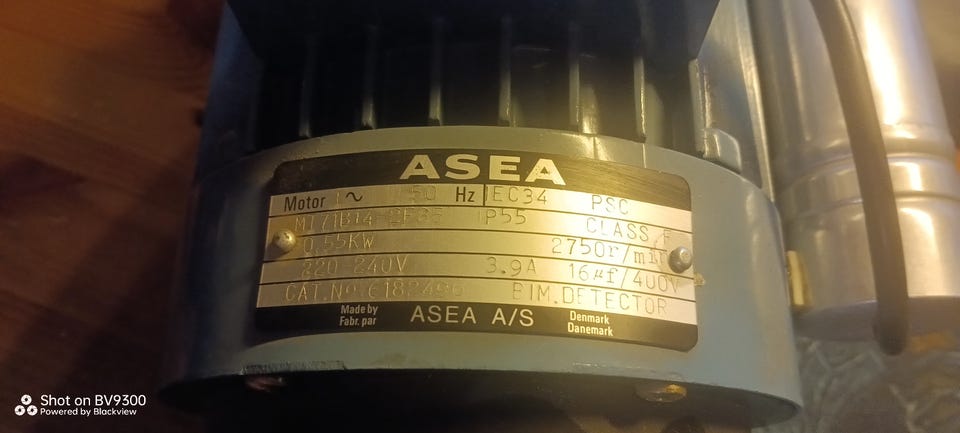 ASEA
Motor 1 ~ 50 Hz IEC34 PSC
IP55 CLASS F
0.55KW 2750r/min
220-240V 3.9A 16µf/400V
CAT.NO BIM.DETECTOR
Made by
Fabr. par
ASEA A/S
Denmark
Danemark
Shot on BV9300
Powered by Blackview